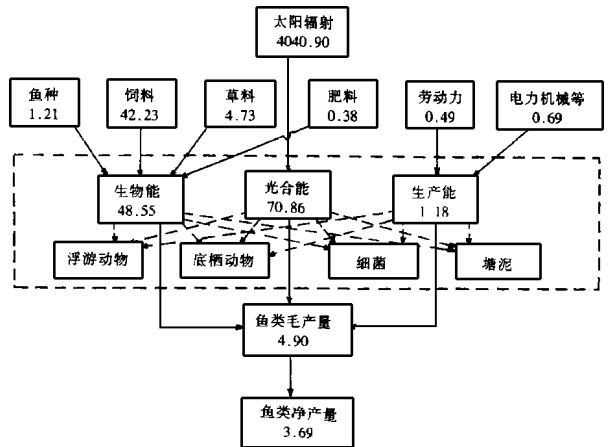 太阳辐射
4040.90
鱼种
1.21
饲料
42.23
草料
4.73
肥料
0.38
劳动力
0.49
电力机械等
0.69
生物能
48.55
光合能
70.86
生产能
1.18
浮游动物
底栖动物
细菌
塘泥
鱼类毛产量
4.90
鱼类净产量
3.69